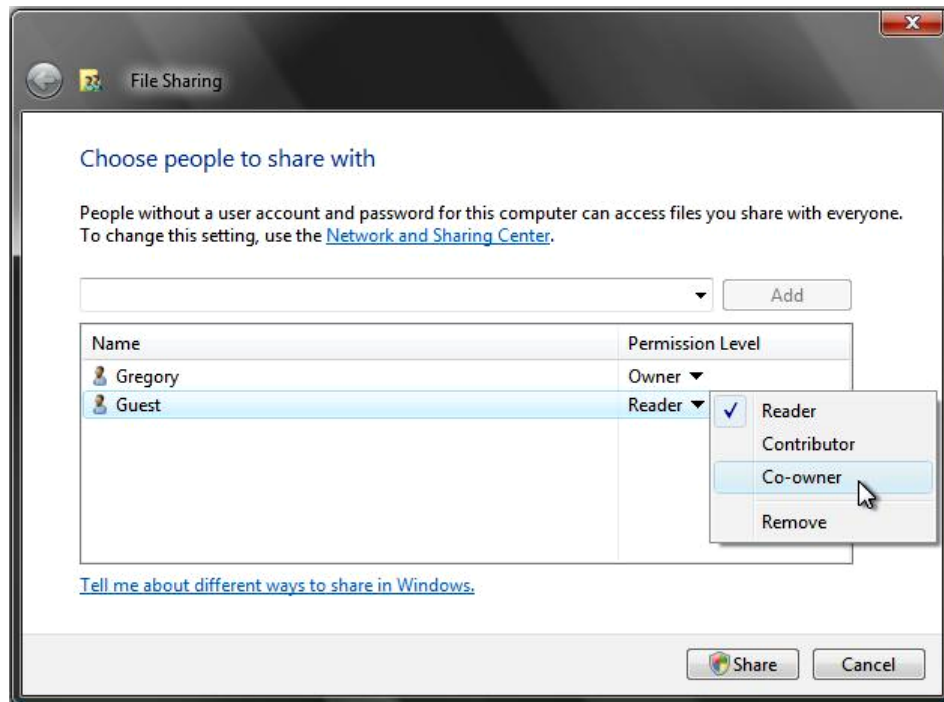 File Sharing
Choose people to share with
People without a user account and password for this computer can access files you share with everyone.
To change this setting, use the Network and Sharing Center.
Add
Name Permission Level
Gregory Owner
Guest Reader
Reader
Contributor
Co-owner
Remove
Tell me about different ways to share in Windows.
Share Cancel